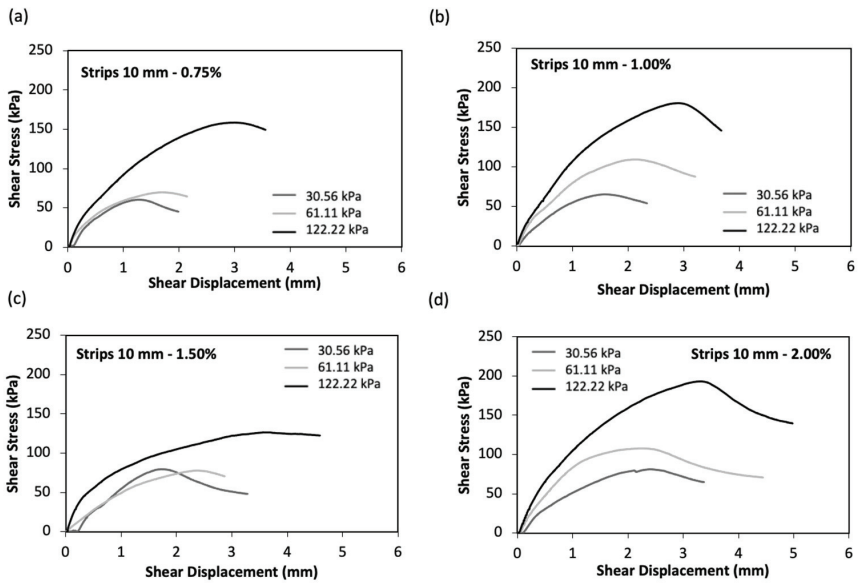 (a)
250
200
150
100
50
0
Shear Stress (kPa)
Strips 10 mm - 0.75%
30.56 kPa
61.11 kPa
122.22 kPa
0 1 2 3 4 5 6
Shear Displacement (mm)
(b)
250
200
150
100
50
0
Shear Stress (kPa)
Strips 10 mm - 1.00%
30.56 kPa
61.11 kPa
122.22 kPa
0 1 2 3 4 5 6
Shear Displacement (mm)
(c)
250
200
150
100
50
0
Shear Stress (kPa)
Strips 10 mm - 1.50%
30.56 kPa
61.11 kPa
122.22 kPa
0 1 2 3 4 5 6
Shear Displacement (mm)
(d)
250
200
150
100
50
0
Shear Stress (kPa)
30.56 kPa
61.11 kPa
122.22 kPa
Strips 10 mm - 2.00%
0 1 2 3 4 5 6
Shear Displacement (mm)